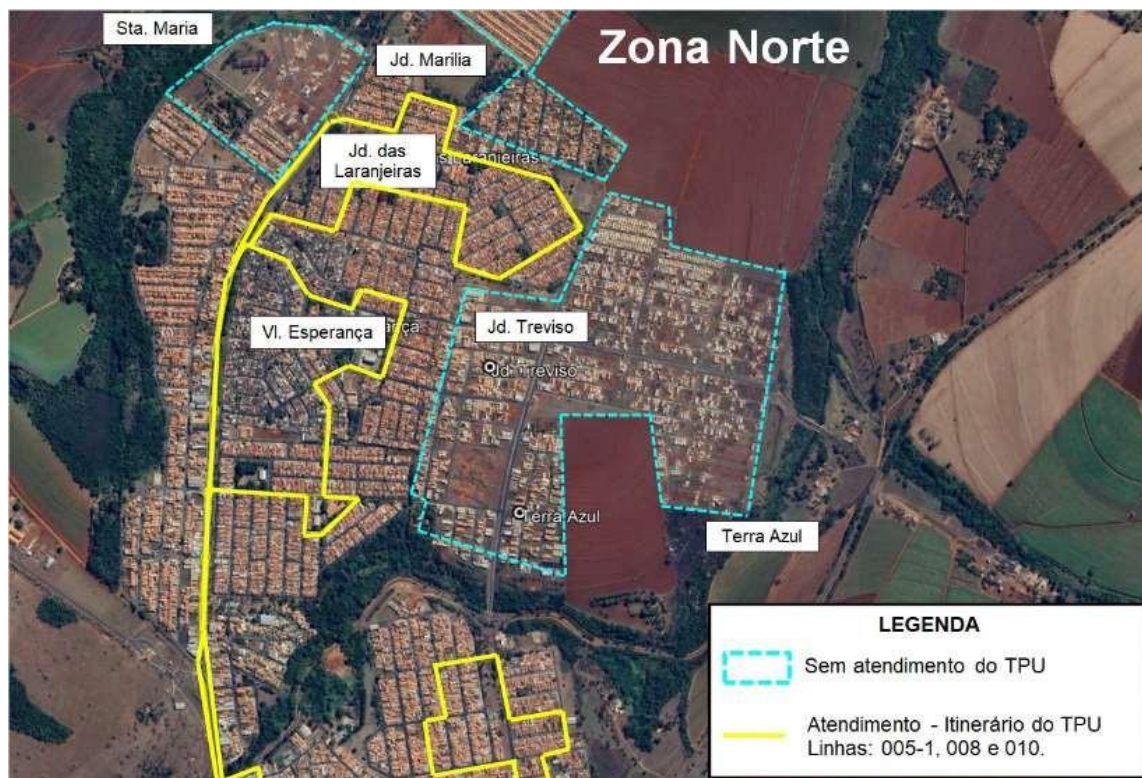 Zona Norte
Sta. Maria
Jd. Marilia
Jd. das
Laranjeiras
Laranjeiras
Vl. Esperança
Jd. Treviso
Jd. Treviso
Terra Azul
Terra Azul
LEGENDA
Sem atendimento do TPU
Atendimento - Itinerário do TPU
Linhas: 005-1, 008 e 010.